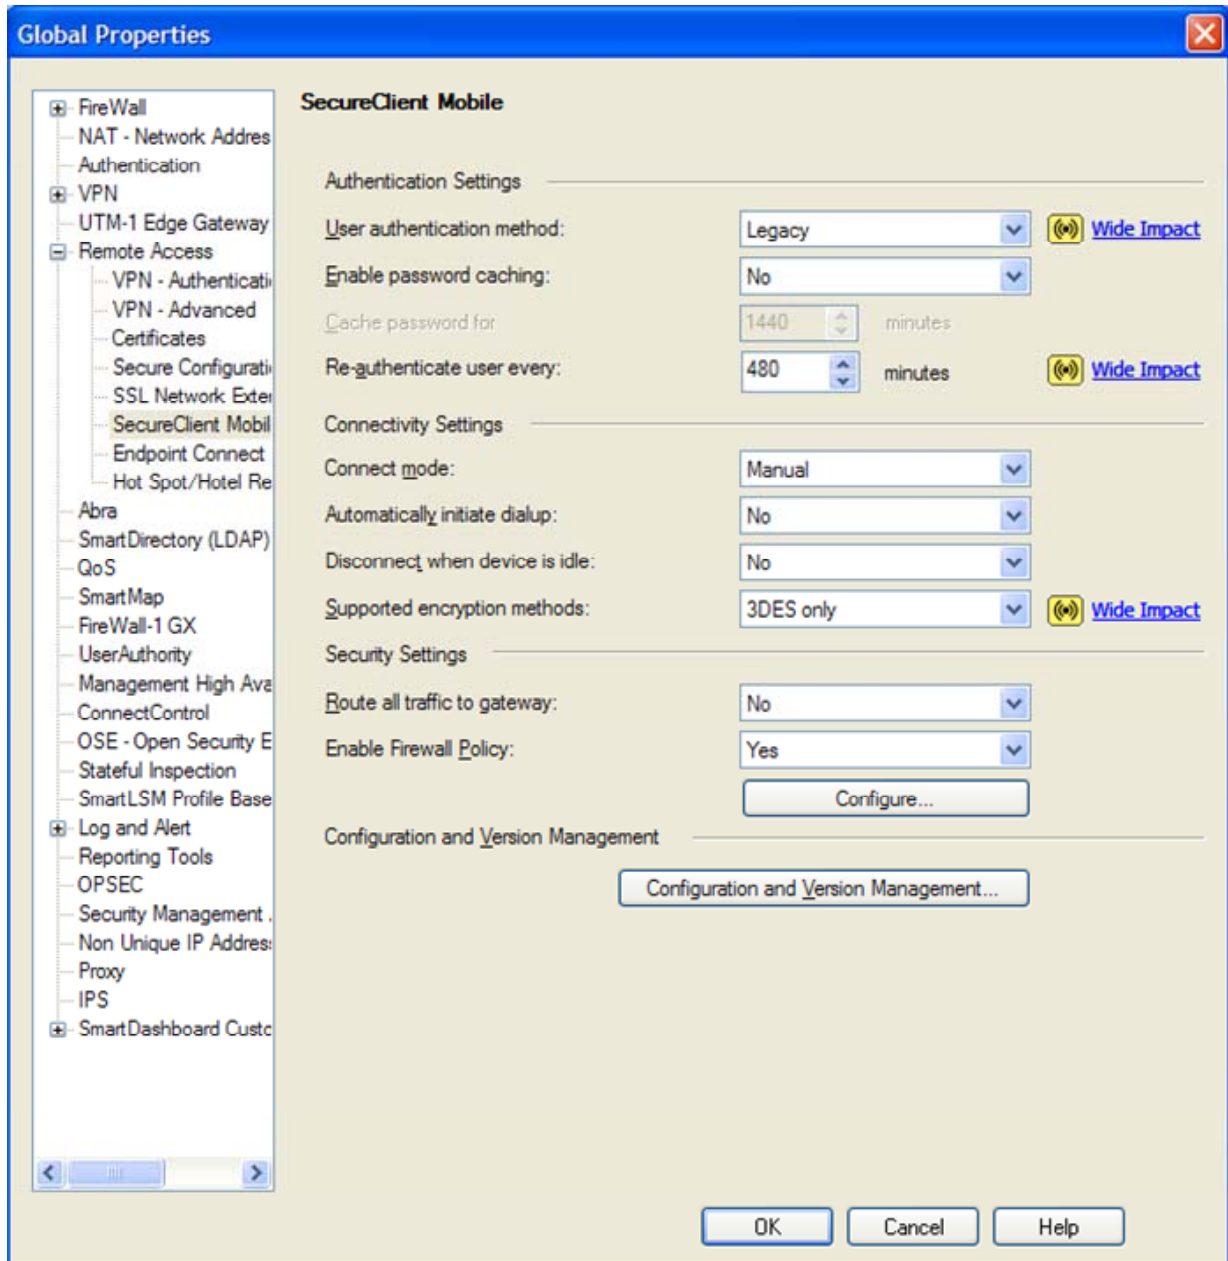 Global Properties
FireWall
NAT - Network Addres
Authentication
VPN
UTM-1 Edge Gateway
Remote Access
VPN - Authenticati
VPN - Advanced
Certificates
Secure Configurati
SSL Network Exter
SecureClient Mobil
Endpoint Connect
Hot Spot/Hotel Re
Abra
SmartDirectory (LDAP)
QoS
SmartMap
FireWall-1 GX
UserAuthority
Management High Ava
ConnectControl
OSE - Open Security E
Stateful Inspection
SmartLSM Profile Base
Log and Alert
Reporting Tools
OPSEC
Security Management .
Non Unique IP Address
Proxy
IPS
SmartDashboard Custo
SecureClient Mobile
Authentication Settings
User authentication method: Legacy Wide Impact
Enable password caching: No
Cache password for 1440 minutes
Re-authenticate user every: 480 minutes Wide Impact
Connectivity Settings
Connect mode: Manual
Automatically initiate dialup: No
Disconnect when device is idle: No
Supported encryption methods: 3DES only Wide Impact
Security Settings
Route all traffic to gateway: No
Enable Firewall Policy: Yes
Configure...
Configuration and Version Management
Configuration and Version Management...
OK Cancel Help